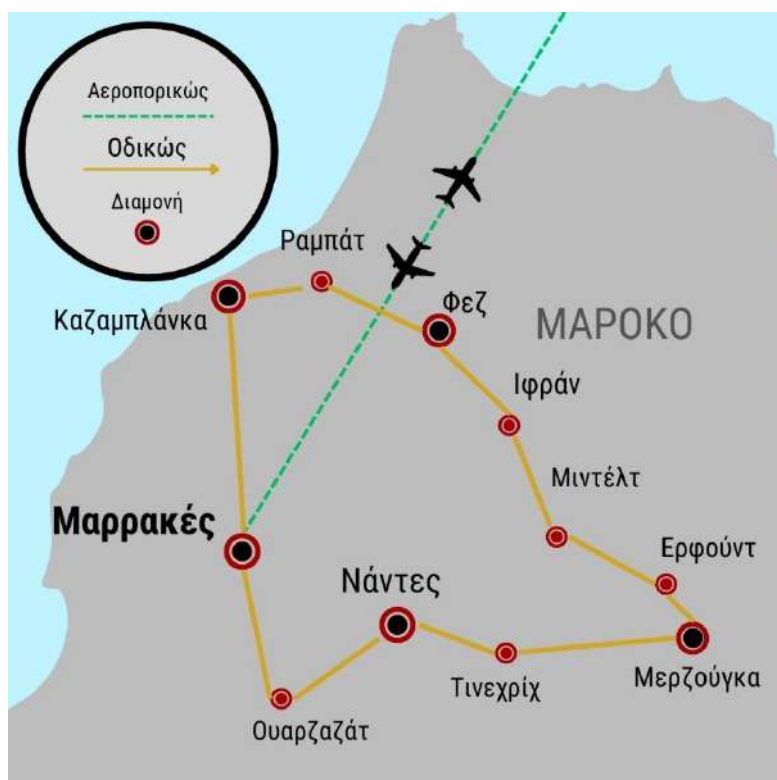 Αεροπορικώς
Οδικώς
Διαμονή
Ραμπάτ
Καζαμπλάνκα
Φεζ
ΜΑΡΟΚΟ
Ιφράν
Μιντέλτ
Μαρρακές
Ερφούντ
Νάντες
Τινεχρίχ
Μερζούγκα
Ουαρζαζάτ